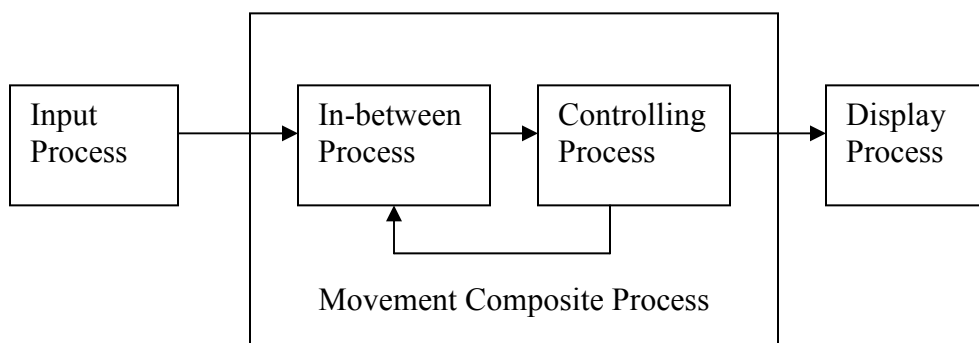 Input
Process
In-between
Process
Controlling
Process
Display
Process
Movement Composite Process